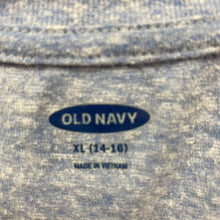 OLD NAVY
XL (14-16)
MADE IN VIETNAM